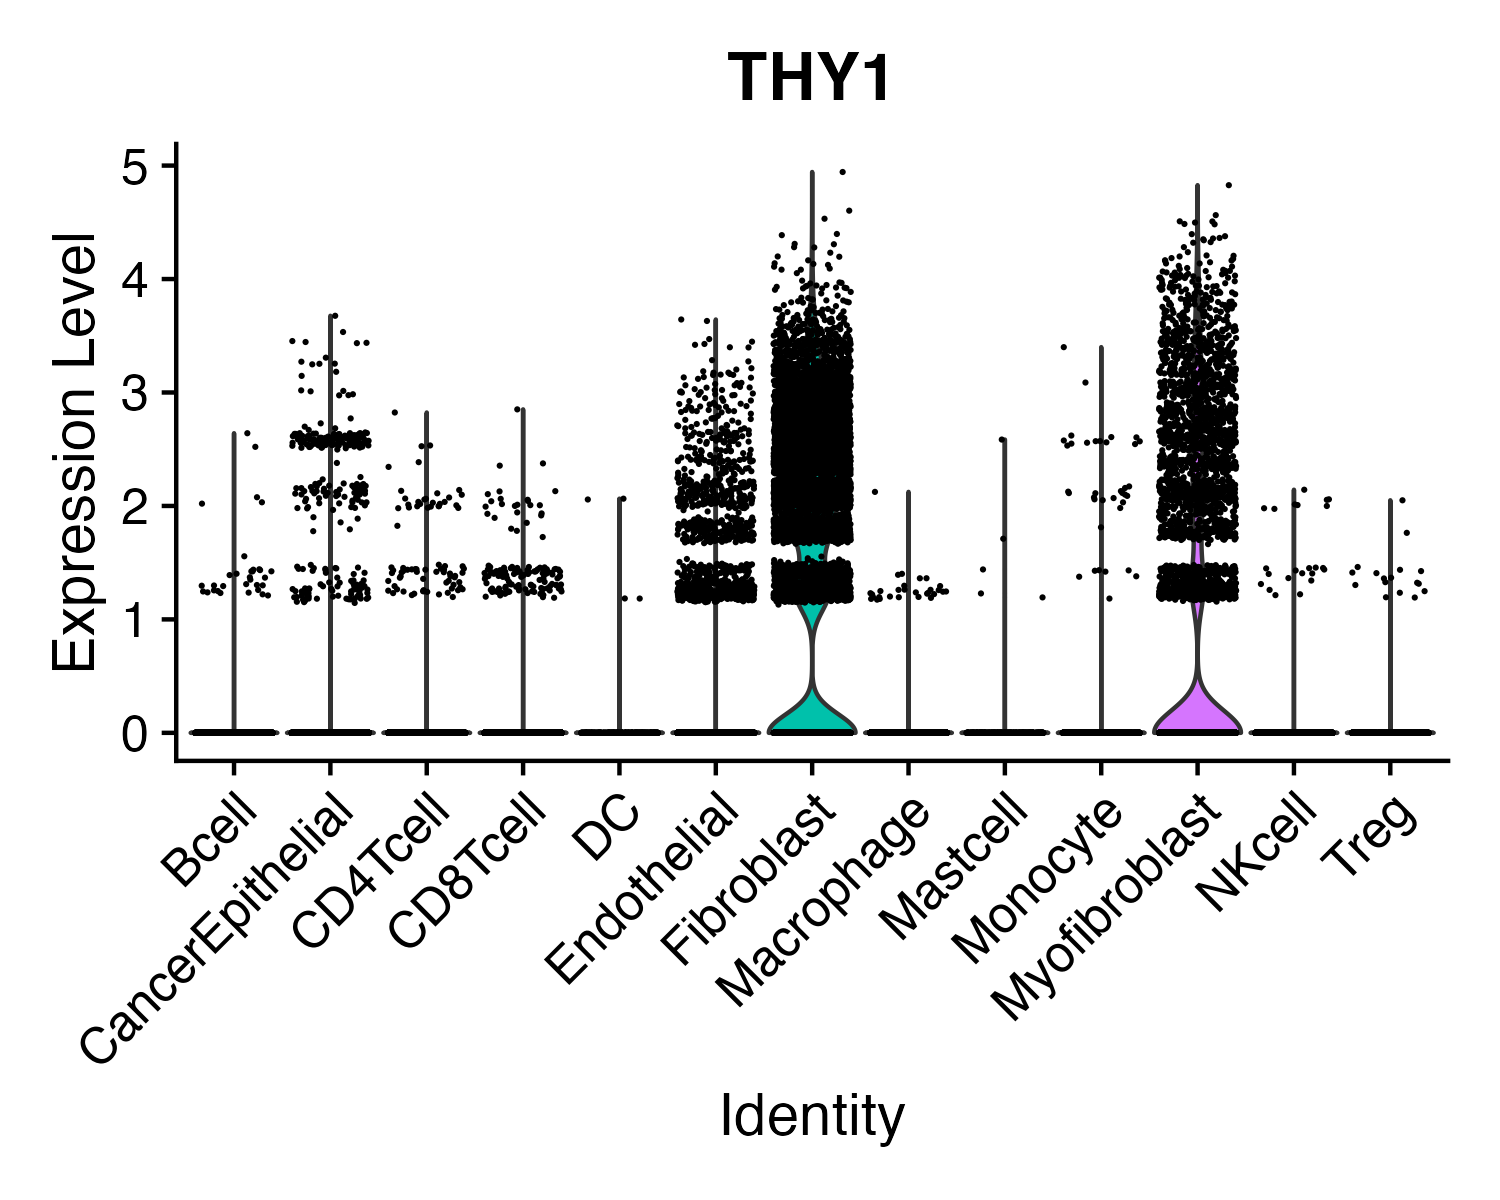 THY1
Expression Level
5
4
3
2
1
0
Bcell
CancerEpithelial
CD4Tcell
CD8Tcell
DC
Endothelial
Fibroblast
Macrophage
Mastcell
Monocyte
Myofibroblast
NKcell
Treg
Identity